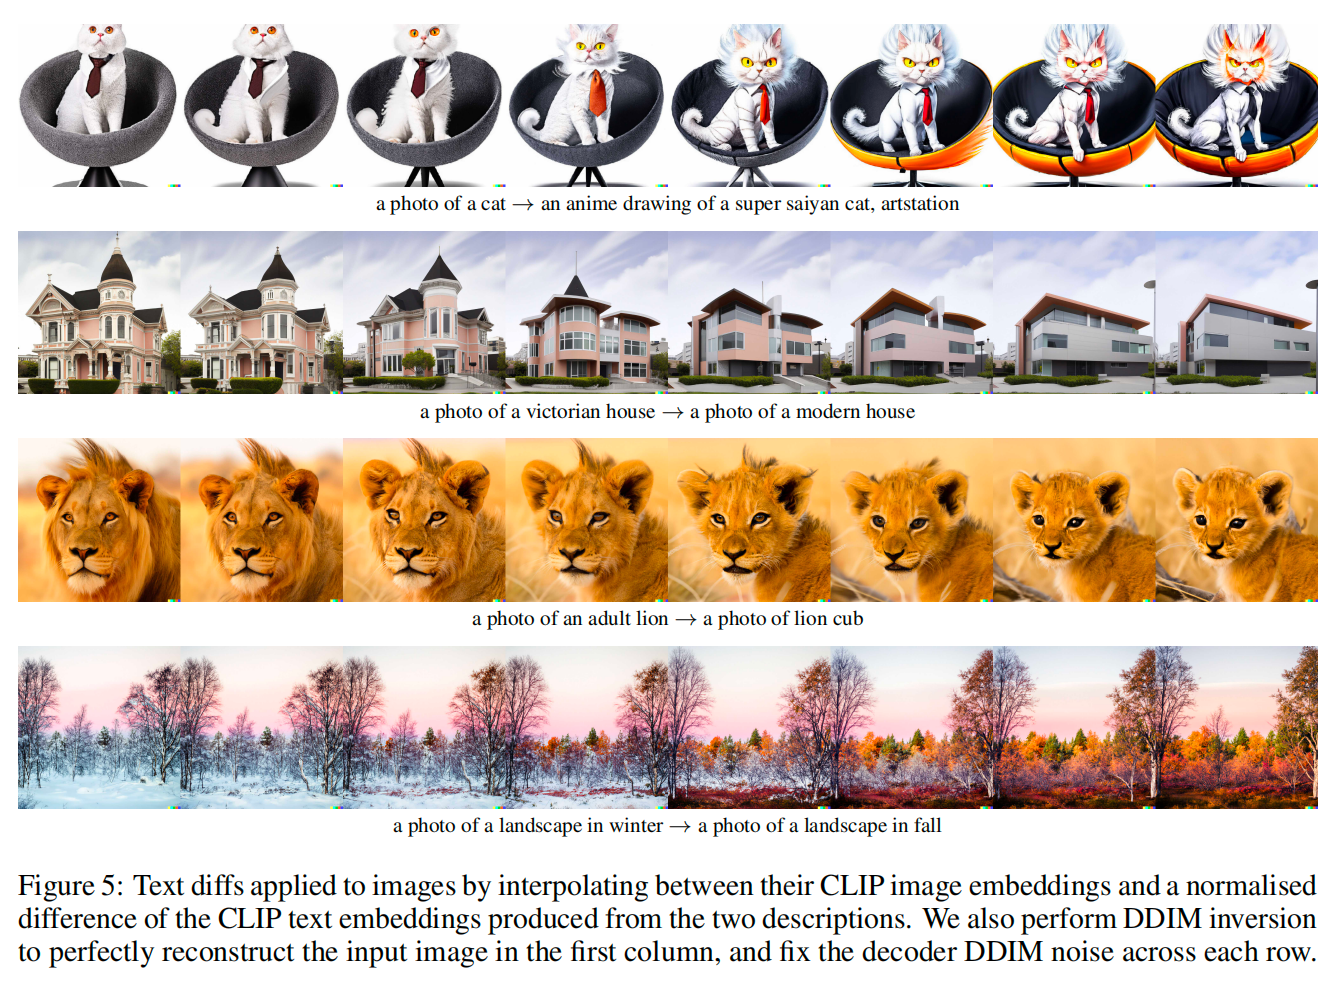 a photo of a cat → an anime drawing of a super saiyan cat, artstation
a photo of a victorian house → a photo of a modern house
a photo of an adult lion → a photo of lion cub
a photo of a landscape in winter → a photo of a landscape in fall
Figure 5: Text diffs applied to images by interpolating between their CLIP image embeddings and a normalised
difference of the CLIP text embeddings produced from the two descriptions. We also perform DDIM inversion
to perfectly reconstruct the input image in the first column, and fix the decoder DDIM noise across each row.